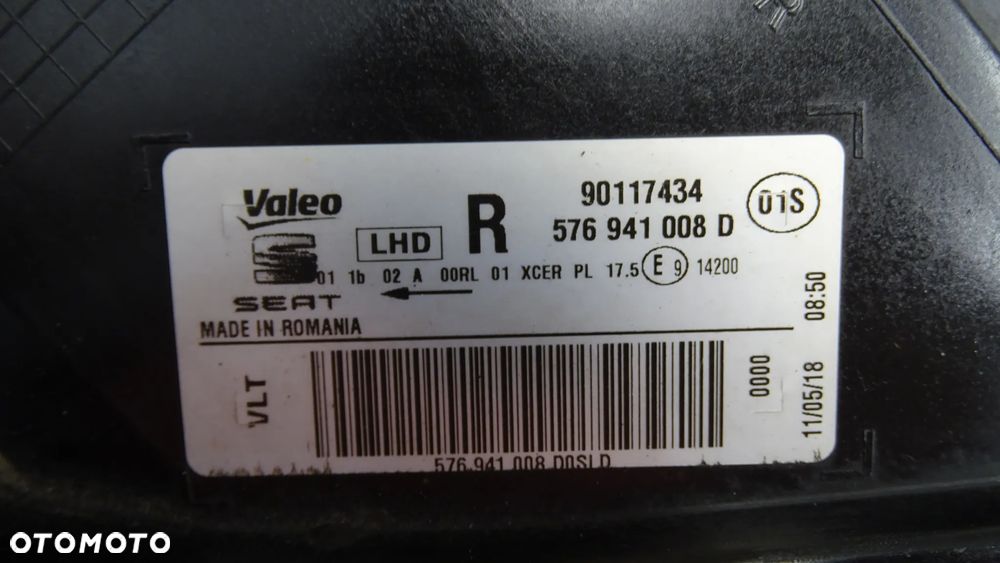 R
Valeo
LHD
R
90117434
576 941 008 D
01S
01 1b 02 A 00RL 01 XCER PL 17.5 E 9 14200
SEAT
MADE IN ROMANIA
VLT
0000
11/05/18 08:50
576 941 008 D0SLD
OTOMOTO